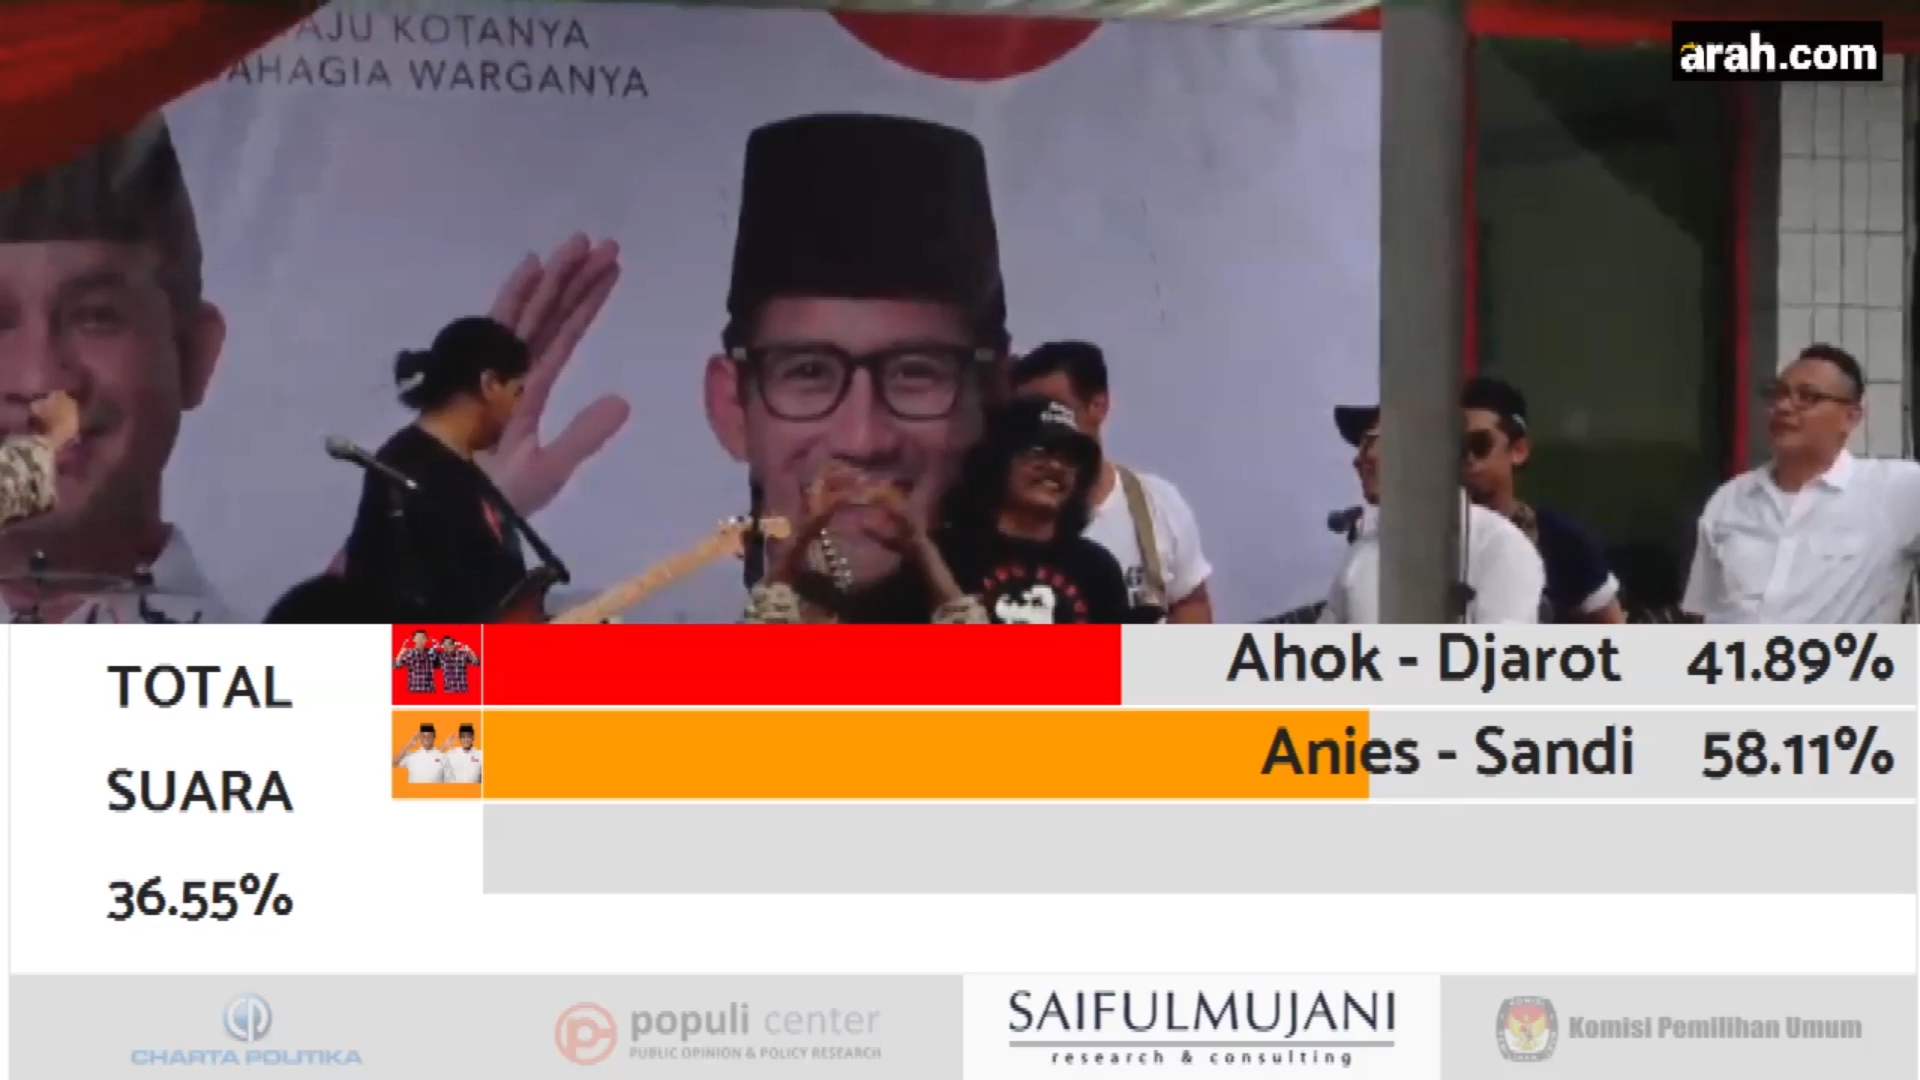 AJU KOTANYA
AHAGIA WARGANYA
arah.com
TOTAL
SUARA
36.55%
Ahok - Djarot 41.89%
Anies - Sandi 58.11%
CHARTA POLITIKA
populi center
PUBLIC OPINION & POLICY RESEARCH
SAIFULMUJANI
research & consulting
Komisi Pemilihan Umum